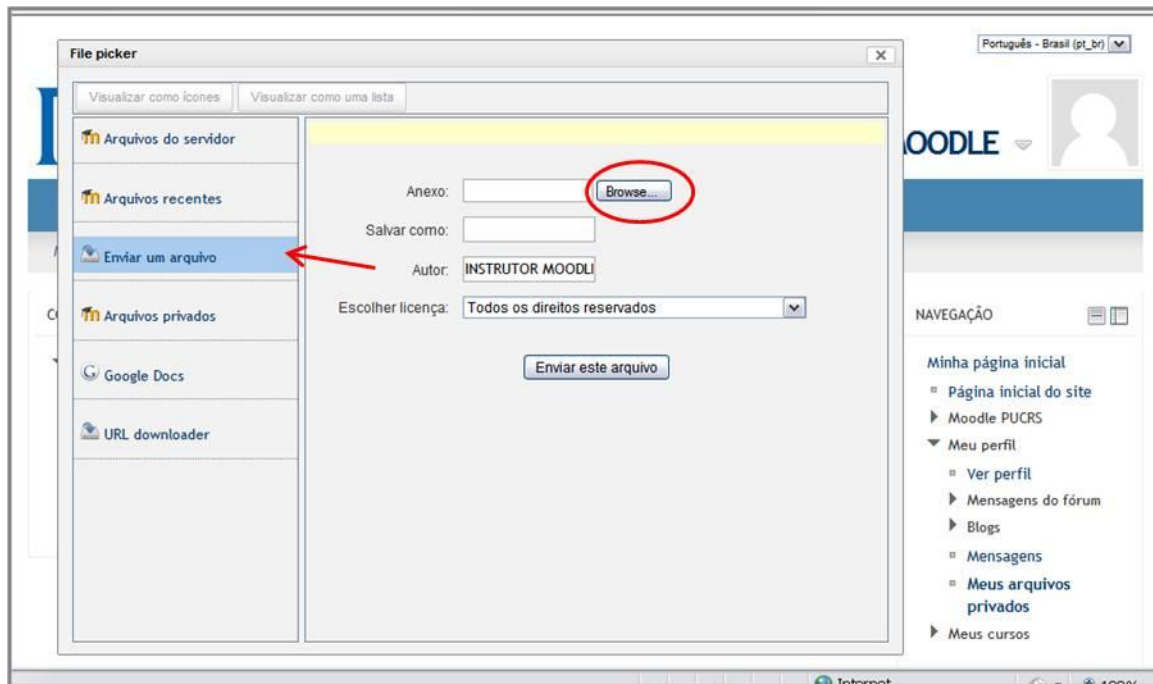 Português - Brasil (pt_br)
File picker
Visualizar como ícones Visualizar como uma lista
Arquivos do servidor
Arquivos recentes
Enviar um arquivo
Arquivos privados
Google Docs
URL downloader
Anexo:
Browse...
Salvar como:
Autor: INSTRUTOR MOODL
Escolher licença: Todos os direitos reservados
Enviar este arquivo
OODLE
NAVEGAÇÃO
Minha página inicial
Página inicial do site
Moodle PUCRS
Meu perfil
Ver perfil
Mensagens do fórum
Blogs
Mensagens
Meus arquivos
privados
Meus cursos
Internet
100%